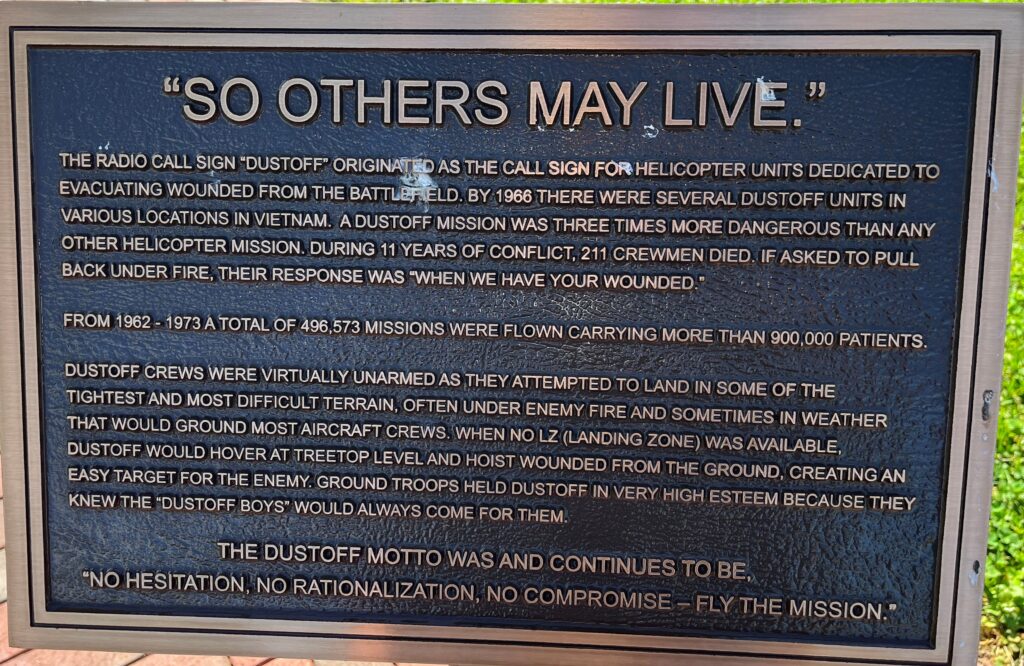 “SO OTHERS MAY LIVE.”
THE RADIO CALL SIGN “DUSTOFF” ORIGINATED AS THE CALL SIGN FOR HELICOPTER UNITS DEDICATED TO
EVACUATING WOUNDED FROM THE BATTLEFIELD. BY 1966 THERE WERE SEVERAL DUSTOFF UNITS IN
VARIOUS LOCATIONS IN VIETNAM. A DUSTOFF MISSION WAS THREE TIMES MORE DANGEROUS THAN ANY
OTHER HELICOPTER MISSION. DURING 11 YEARS OF CONFLICT, 211 CREWMEN DIED. IF ASKED TO PULL
BACK UNDER FIRE, THEIR RESPONSE WAS “WHEN WE HAVE YOUR WOUNDED.”
FROM 1962 - 1973 A TOTAL OF 496,573 MISSIONS WERE FLOWN CARRYING MORE THAN 900,000 PATIENTS.
DUSTOFF CREWS WERE VIRTUALLY UNARMED AS THEY ATTEMPTED TO LAND IN SOME OF THE
TIGHTEST AND MOST DIFFICULT TERRAIN, OFTEN UNDER ENEMY FIRE AND SOMETIMES IN WEATHER
THAT WOULD GROUND MOST AIRCRAFT CREWS. WHEN NO LZ (LANDING ZONE) WAS AVAILABLE,
DUSTOFF WOULD HOVER AT TREETOP LEVEL AND HOIST WOUNDED FROM THE GROUND, CREATING AN
EASY TARGET FOR THE ENEMY. GROUND TROOPS HELD DUSTOFF IN VERY HIGH ESTEEM BECAUSE THEY
KNEW THE “DUSTOFF BOYS” WOULD ALWAYS COME FOR THEM.
THE DUSTOFF MOTTO WAS AND CONTINUES TO BE,
“NO HESITATION, NO RATIONALIZATION, NO COMPROMISE – FLY THE MISSION.”